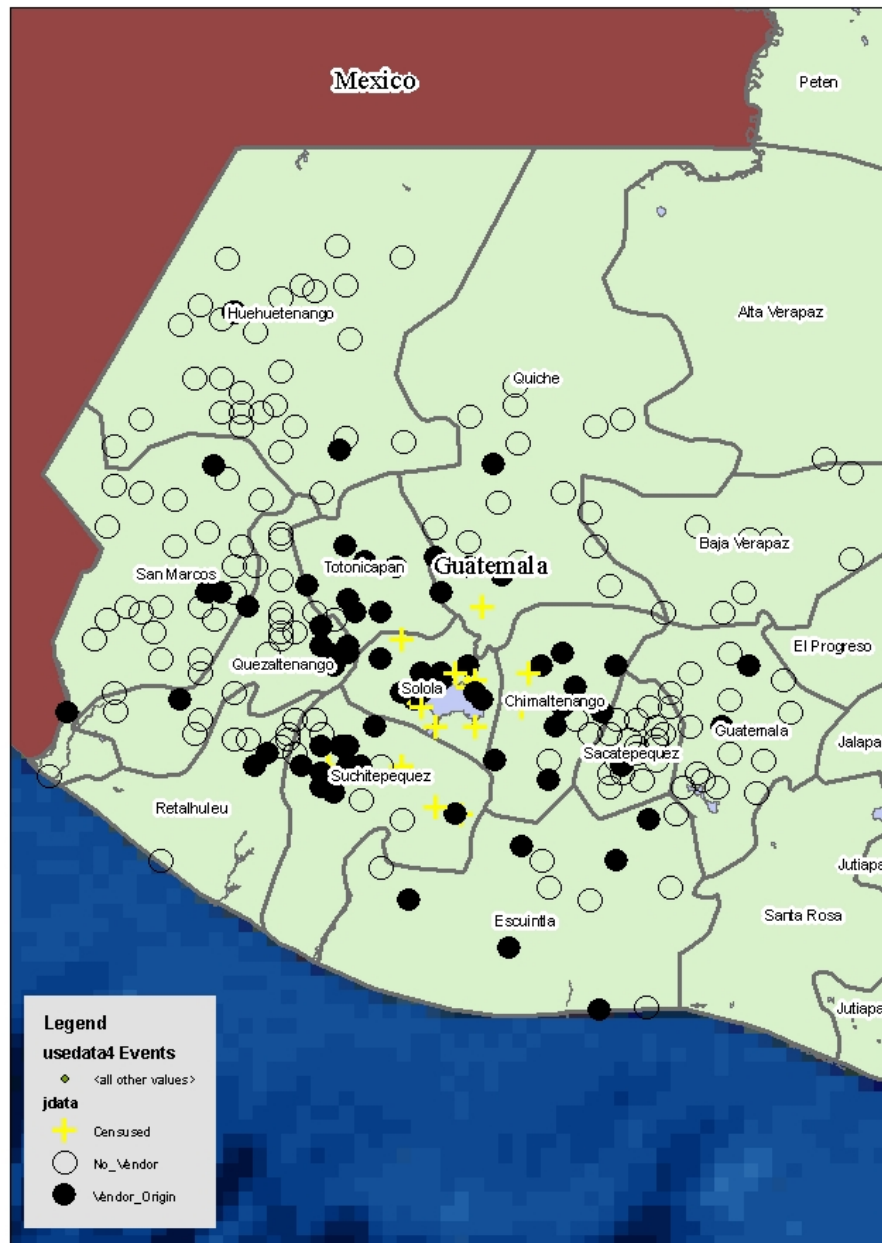 Mexico
Peten
Huehuetenango
Alta Verapaz
Quiche
Baja Verapaz
Totonicapan
Guatemala
San Marcos
El Progreso
Quezaltenango
Solola
Chimaltenango
Guatemala
Sacatepequez
Jalapa
Suchitepequez
Retalhuleu
Jutiapa
Escuintla
Santa Rosa
Jutiapa
Legend
usedata4 Events
<all other values>
jdata
Censused
No_Vendor
Vendor_Origin